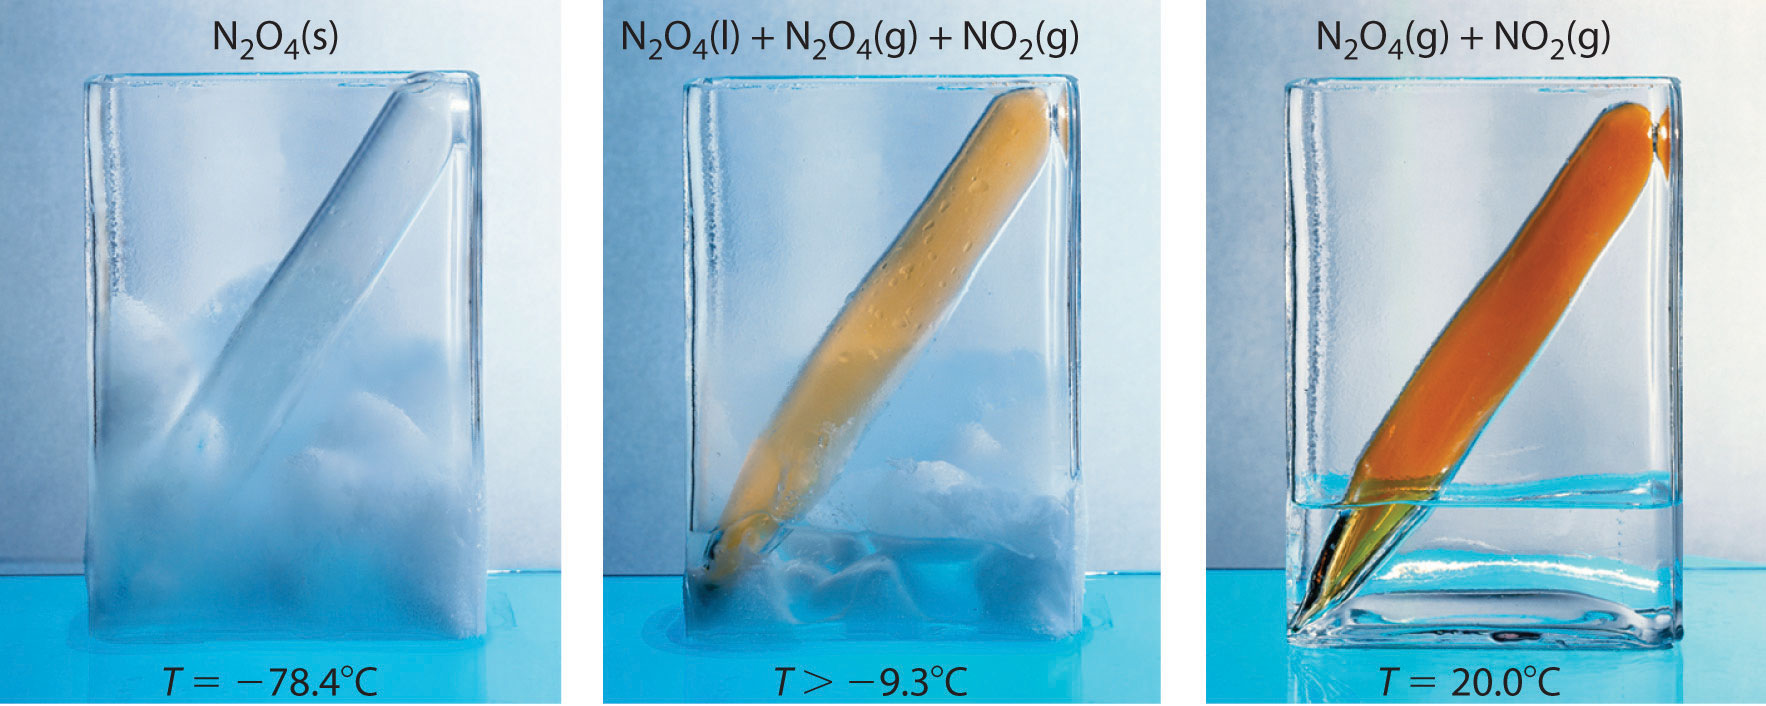 N₂O₄(s)
T = −78.4°C
N₂O₄(l) + N₂O₄(g) + NO₂(g)
T > −9.3°C
N₂O₄(g) + NO₂(g)
T = 20.0°C